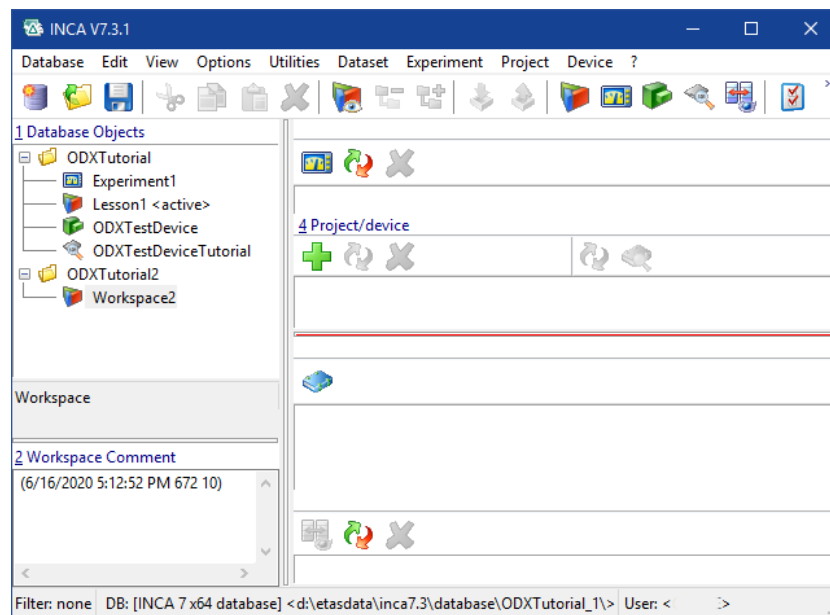 INCA V7.3.1
Database Edit View Options Utilities Dataset Experiment Project Device ?
1 Database Objects
ODXTutorial
Experiment1
Lesson1 <active>
ODXTestDevice
ODXTestDeviceTutorial
ODXTutorial2
Workspace2
4 Project/device
Workspace
2 Workspace Comment
(6/16/2020 5:12:52 PM 672 10)
Filter: none DB: [INCA 7 x64 database] <d:\etasdata\inca7.3\database\ODXTutorial_1\> User: < >